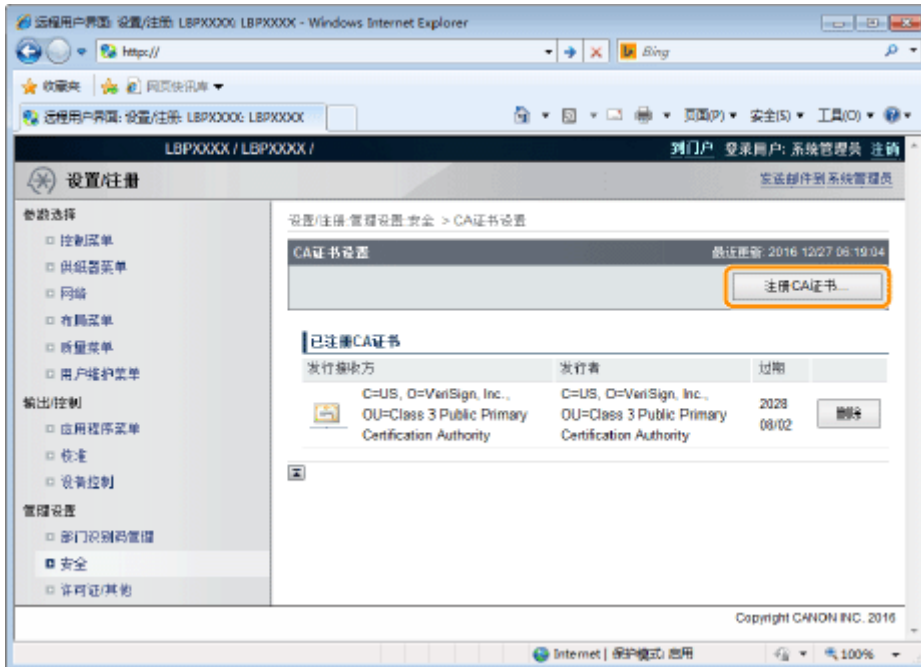 远程用户界面: 设置/注册: LBPXXXX: LBPXXXX - Windows Internet Explorer
http://
Bing
收藏夹 网页快讯库
远程用户界面: 设置/注册: LBPXXXX: LBPXXXX
页面(P) 安全(S) 工具(O)
LBPXXXX / LBPXXXX /
到门户 登录用户: 系统管理员 注销
设置/注册
发送邮件到系统管理员
参数选择
控制菜单
供纸器菜单
网络
布局菜单
质量菜单
用户维护菜单
输出/控制
应用程序菜单
校准
设备控制
管理设置
部门识别码管理
安全
许可证/其他
设置/注册:管理设置:安全 > CA证书设置
CA证书设置
最近更新: 2016 12/27 06:19:04
注册CA证书...
已注册CA证书
发行接收方 发行者 过期
C=US, O=VeriSign, Inc., OU=Class 3 Public Primary Certification Authority
C=US, O=VeriSign, Inc., OU=Class 3 Public Primary Certification Authority
2028 08/02
删除
Copyright CANON INC. 2016
Internet | 保护模式: 启用
100%